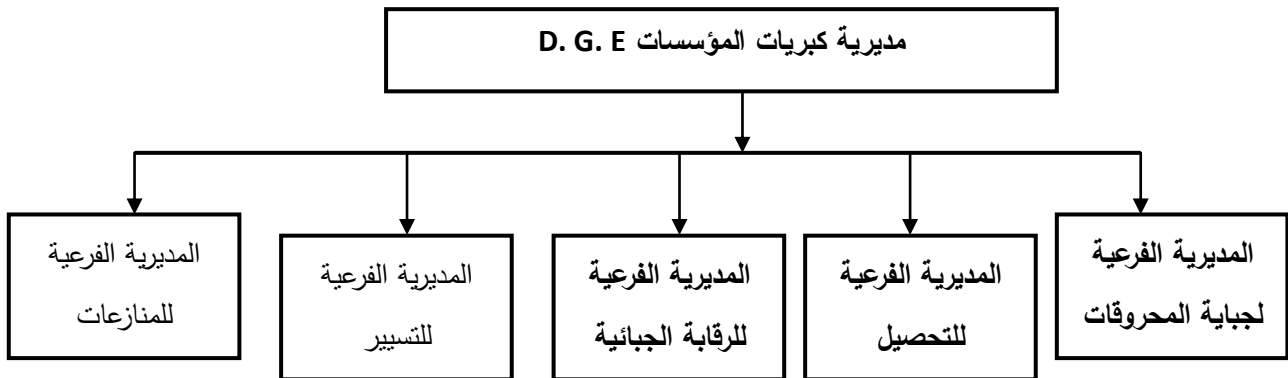 مديرية كبريات المؤسسات D. G. E
المديرية الفرعية
لجباية المحروقات
المديرية الفرعية
للتحصيل
المديرية الفرعية
للرقابة الجبائية
المديرية الفرعية
للتسيير
المديرية الفرعية
للمنازعات